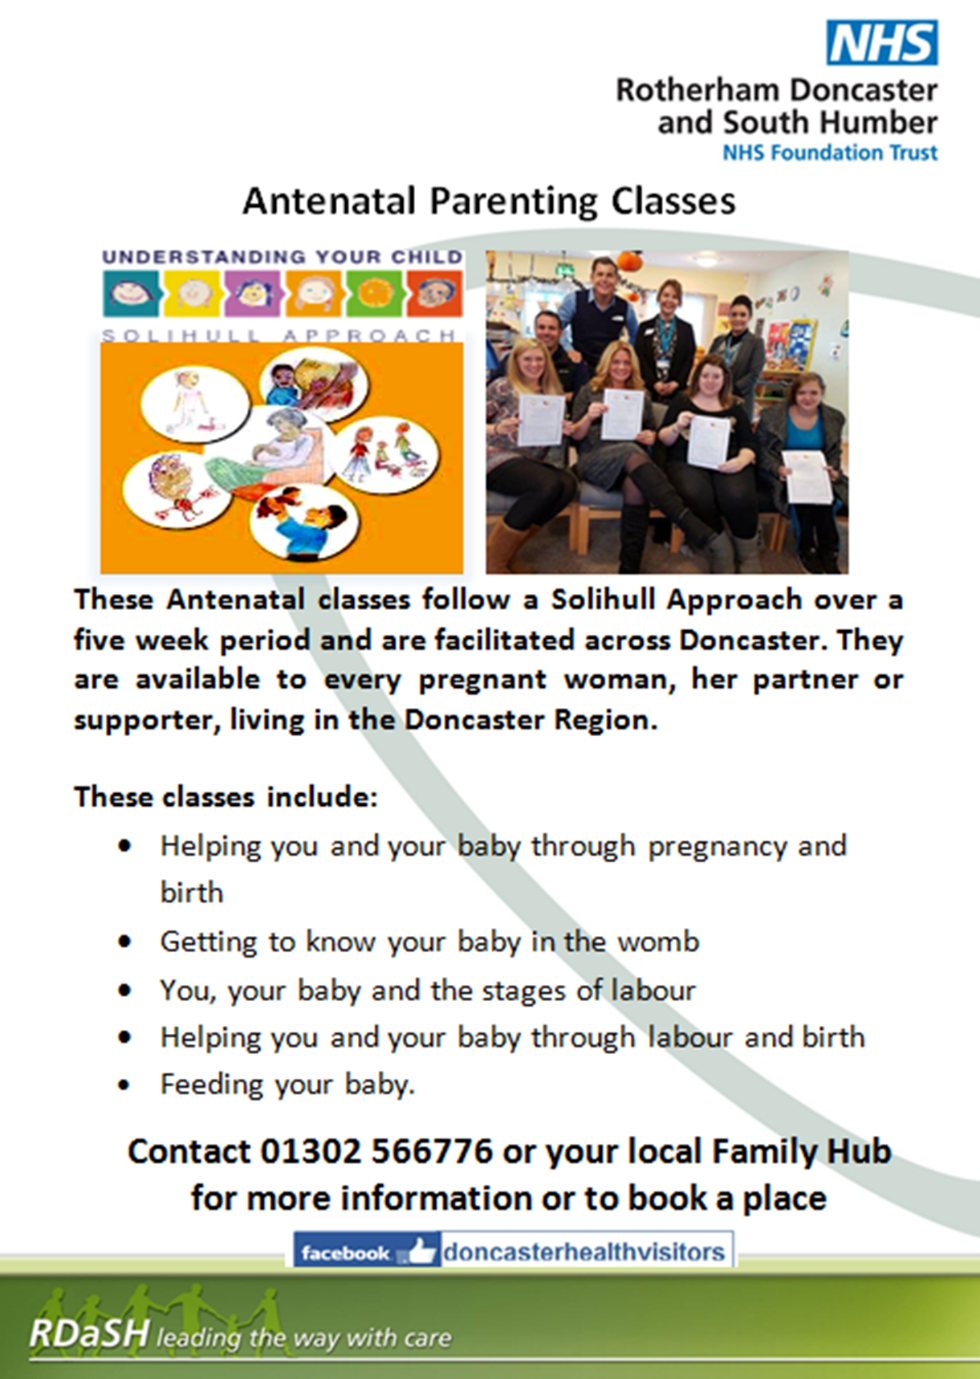 NHS
Rotherham Doncaster
and South Humber
NHS Foundation Trust
Antenatal Parenting Classes
UNDERSTANDING YOUR CHILD
SOLIHULL APPROACH
These Antenatal classes follow a Solihull Approach over a
five week period and are facilitated across Doncaster. They
are available to every pregnant woman, her partner or
supporter, living in the Doncaster Region.
These classes include:
• Helping you and your baby through pregnancy and
birth
• Getting to know your baby in the womb
• You, your baby and the stages of labour
• Helping you and your baby through labour and birth
• Feeding your baby.
Contact 01302 566776 or your local Family Hub
for more information or to book a place
facebook doncasterhealthvisitors
RDaSH leading the way with care